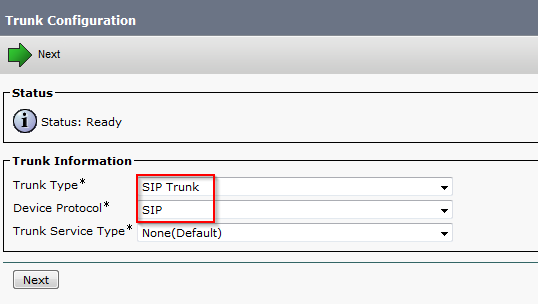 Trunk Configuration
Next
Status
Status: Ready
Trunk Information
Trunk Type* SIP Trunk
Device Protocol* SIP
Trunk Service Type* None(Default)
Next